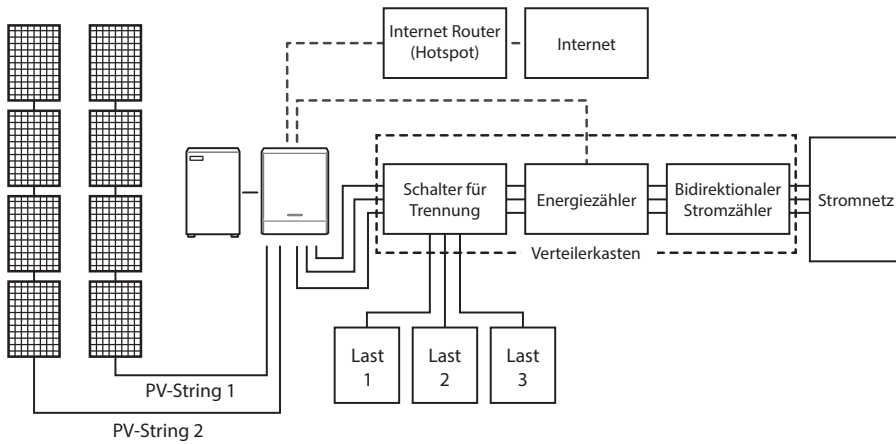 Internet Router
(Hotspot)
Internet
Schalter für
Trennung
Energiezähler
Bidirektionaler
Stromzähler
Stromnetz
Verteilerkasten
Last
1
Last
2
Last
3
PV-String 1
PV-String 2